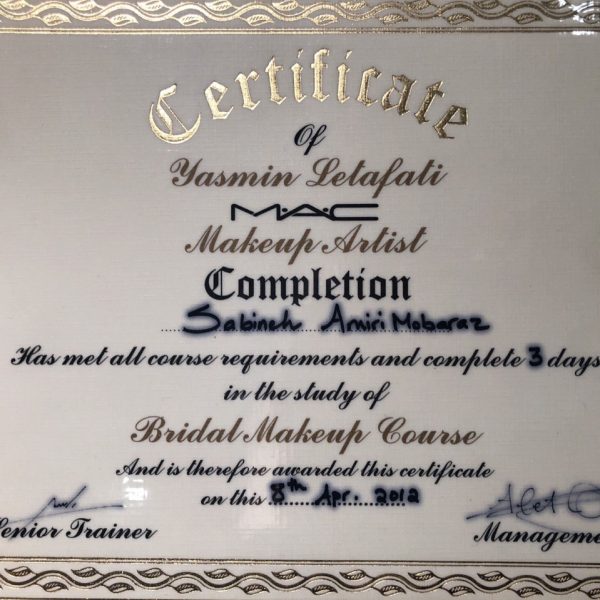 Certificate
Of
Yasmin Letafati
M·A·C
Makeup Artist
Completion
Sabineh Amiri Mobaraz
Has met all course requirements and complete 3 days
in the study of
Bridal Makeup Course
And is therefore awarded this certificate
on this 8th Apr. 2012
Senior Trainer Manageme